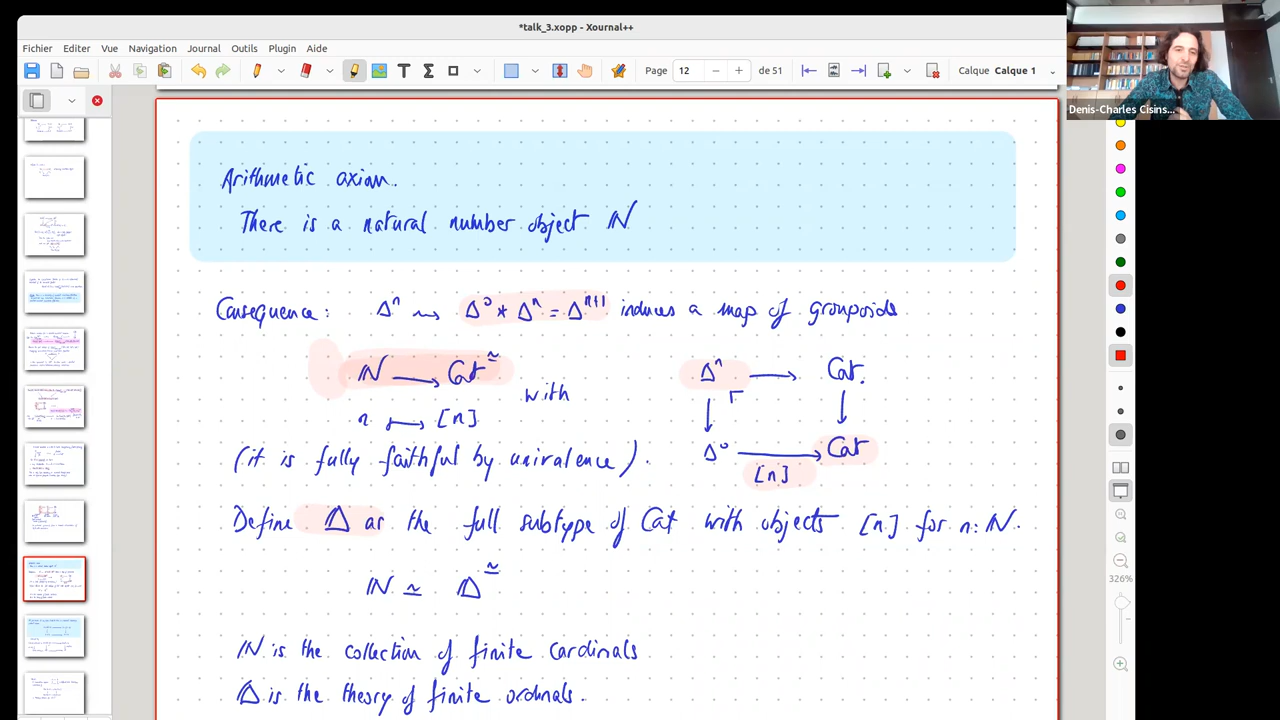 *talk_3.xopp - Xournal++
Fichier Editer Vue Navigation Journal Outils Plugin Aide
Page 12 de 51 Calque Calque 1
Denis-Charles Cisins...
Arithmetic axiom.
There is a natural number object ℕ
Consequence: Δⁿ ⇝ Δ⁰ * Δⁿ = Δⁿ⁺¹ induces a map of groupoids
ℕ → Cat^≃ with
n ↦ [n]
Δⁿ → Cat.
Δ⁰ → Cat
[n]
(it is fully faithful by univalence).
Define Δ as the full subtype of Cat with objects [n] for n: ℕ.
ℕ ≃ Δ^≃
ℕ is the collection of finite cardinals
Δ is the theory of finite ordinals.
326%